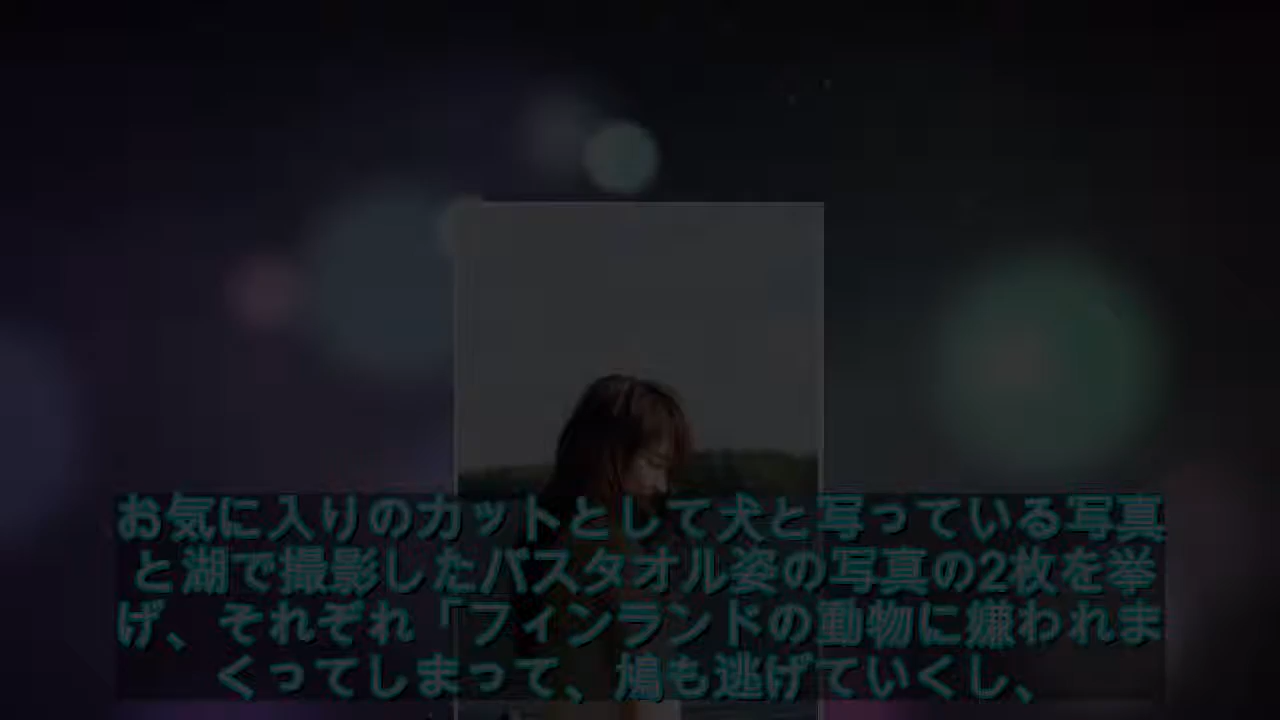 お気に入りのカットとして犬と写っている写真
と湖で撮影したバスタオル姿の写真の2枚を挙
げ、それぞれ「フィンランドの動物に嫌われま
くってしまって、鳩も逃げていくし、